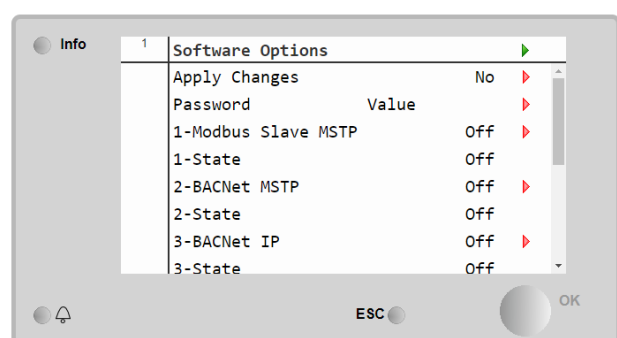 Info
1 Software Options
Apply Changes No
Password Value
1-Modbus Slave MSTP Off
1-State Off
2-BACNet MSTP Off
2-State Off
3-BACNet IP Off
3-State Off
ESC OK